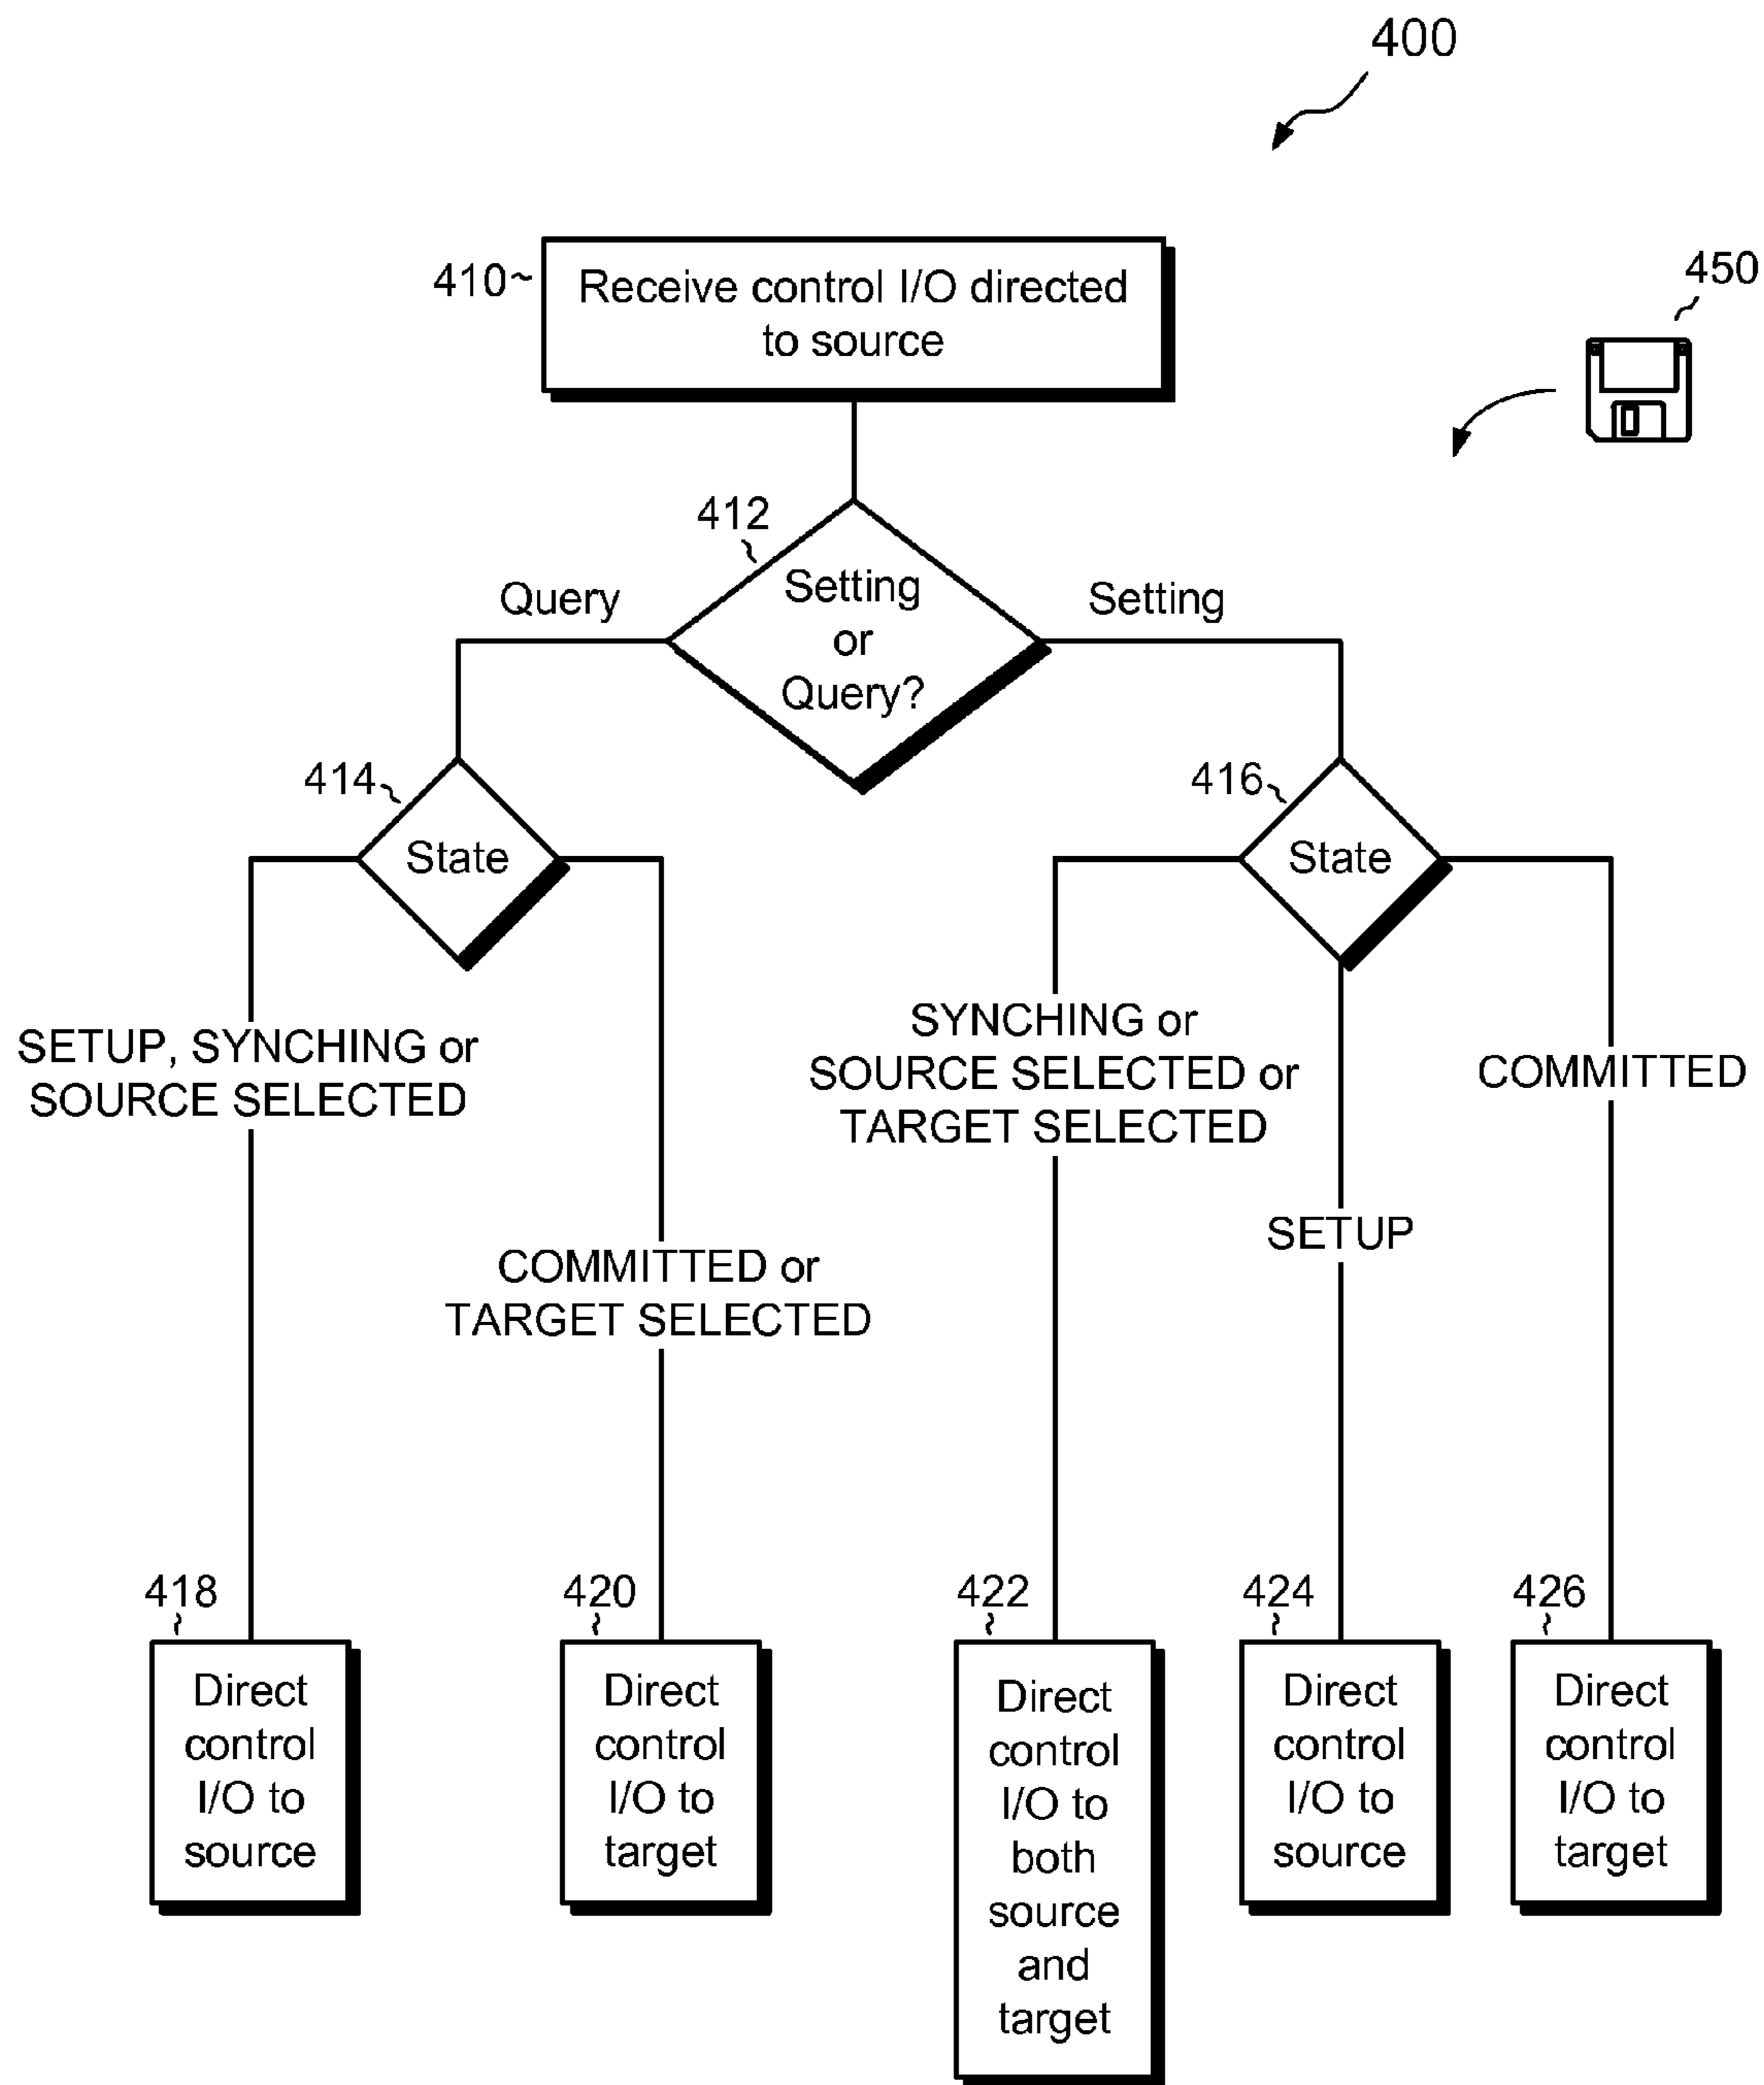 400
410
Receive control I/O directed
to source
450
412
Setting
or
Query?
Query
Setting
414
State
416
State
SETUP, SYNCHING or
SOURCE SELECTED
COMMITTED or
TARGET SELECTED
SYNCHING or
SOURCE SELECTED or
TARGET SELECTED
SETUP
COMMITTED
418
Direct
control
I/O to
source
420
Direct
control
I/O to
target
422
Direct
control
I/O to
both
source
and
target
424
Direct
control
I/O to
source
426
Direct
control
I/O to
target